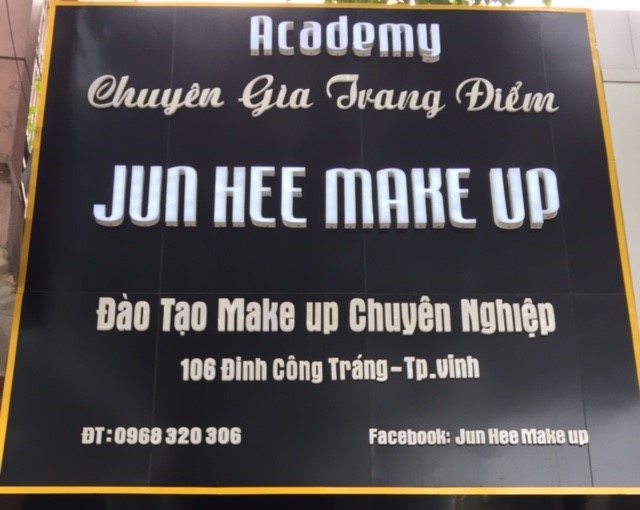 Academy
Chuyên Gia Trang Điểm
JUN HEE MAKE UP
Đào Tạo Make up Chuyên Nghiệp
106 Đinh Công Tráng - Tp.vinh
ĐT: 0968 320 306 Facebook: Jun Hee Make up